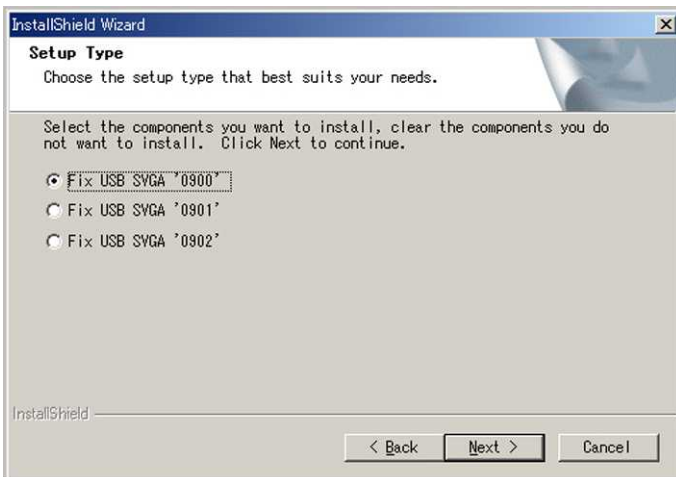 InstallShield Wizard
Setup Type
Choose the setup type that best suits your needs.
Select the components you want to install, clear the components you do
not want to install. Click Next to continue.
Fix USB SVGA '0900'
Fix USB SVGA '0901'
Fix USB SVGA '0902'
InstallShield
< Back Next > Cancel